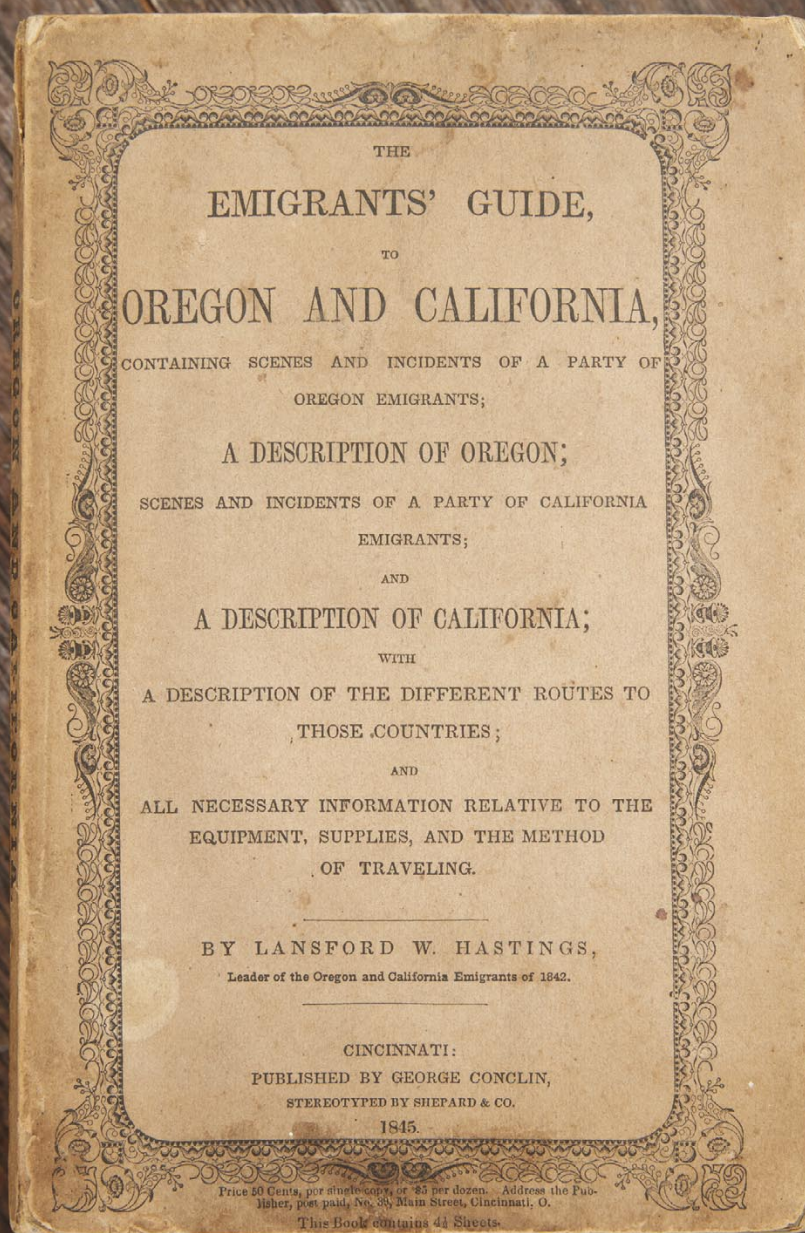 THE
EMIGRANTS' GUIDE,
TO
OREGON AND CALIFORNIA,
CONTAINING SCENES AND INCIDENTS OF A PARTY OF
OREGON EMIGRANTS;
A DESCRIPTION OF OREGON;
SCENES AND INCIDENTS OF A PARTY OF CALIFORNIA
EMIGRANTS;
AND
A DESCRIPTION OF CALIFORNIA;
WITH
A DESCRIPTION OF THE DIFFERENT ROUTES TO
THOSE COUNTRIES;
AND
ALL NECESSARY INFORMATION RELATIVE TO THE
EQUIPMENT, SUPPLIES, AND THE METHOD
OF TRAVELING.
BY LANSFORD W. HASTINGS,
Leader of the Oregon and California Emigrants of 1842.
CINCINNATI:
PUBLISHED BY GEORGE CONCLIN,
STEREOTYPED BY SHEPARD & CO.
1845.
Price 50 Cents, per single copy, or $5 per dozen. Address the Pub-
lisher, post paid, No. Main Street, Cincinnati, O.
This Book contains 4½ Sheets.